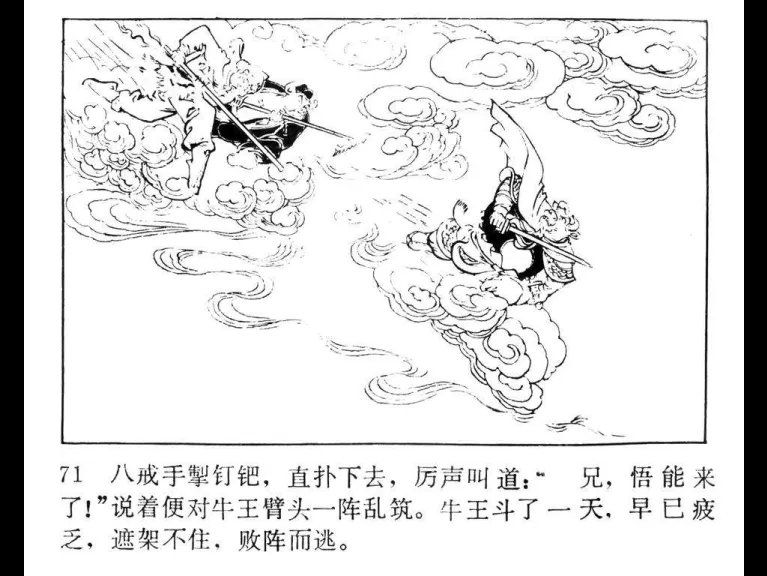 71 八戒手掣钉钯，直扑下去，厉声叫道：“ 兄，悟能来
了！”说着便对牛王臂头一阵乱筑。牛王斗了一天，早已疲
乏，遮架不住，败阵而逃。